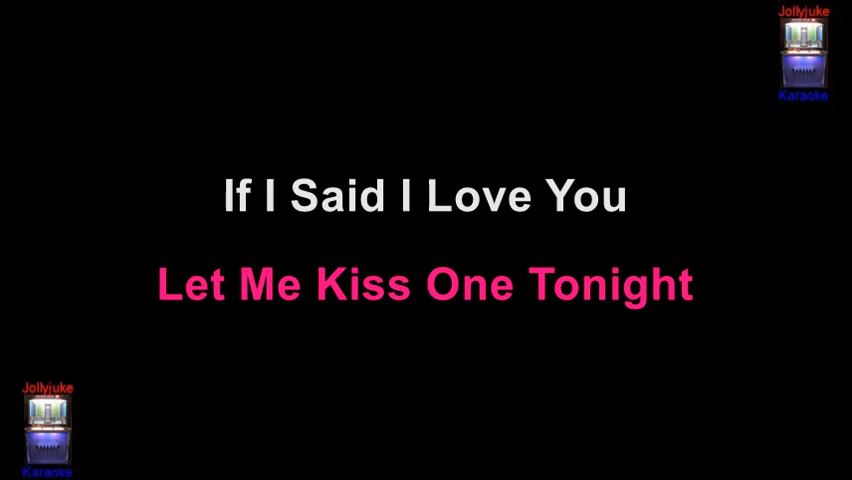 Jollyjuke
Karaoke
If I Said I Love You
Let Me Kiss One Tonight
Jollyjuke
Karaoke